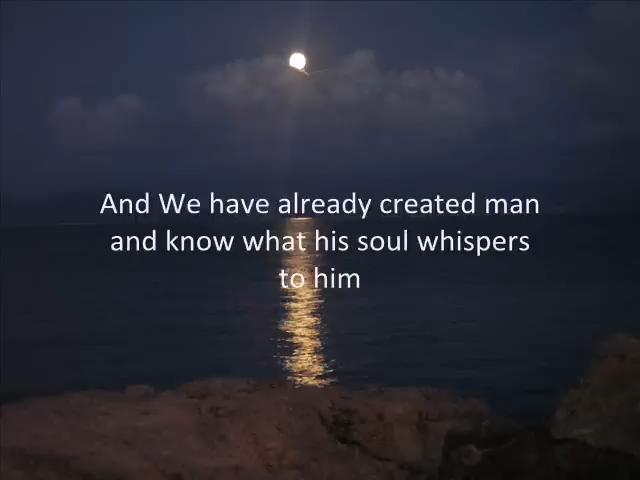 And We have already created man
and know what his soul whispers
to him